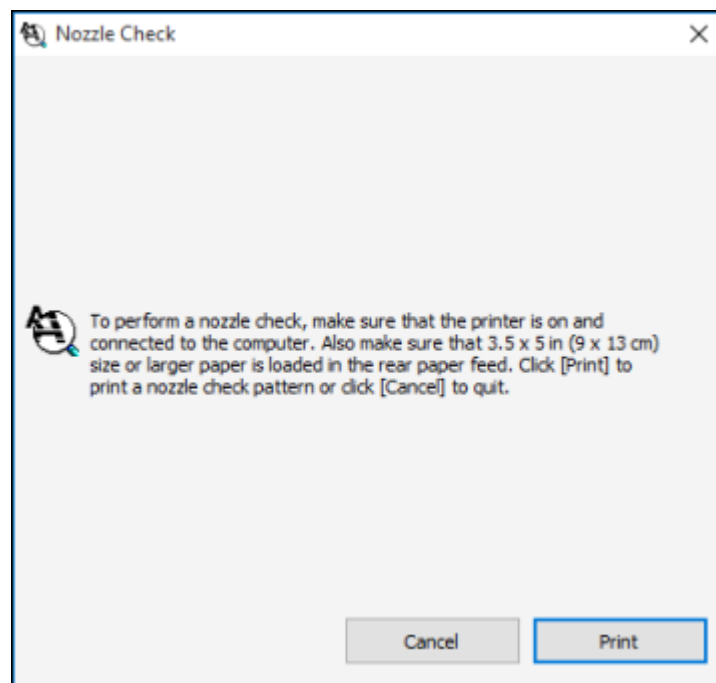 Nozzle Check
To perform a nozzle check, make sure that the printer is on and
connected to the computer. Also make sure that 3.5 x 5 in (9 x 13 cm)
size or larger paper is loaded in the rear paper feed. Click [Print] to
print a nozzle check pattern or click [Cancel] to quit.
Cancel
Print